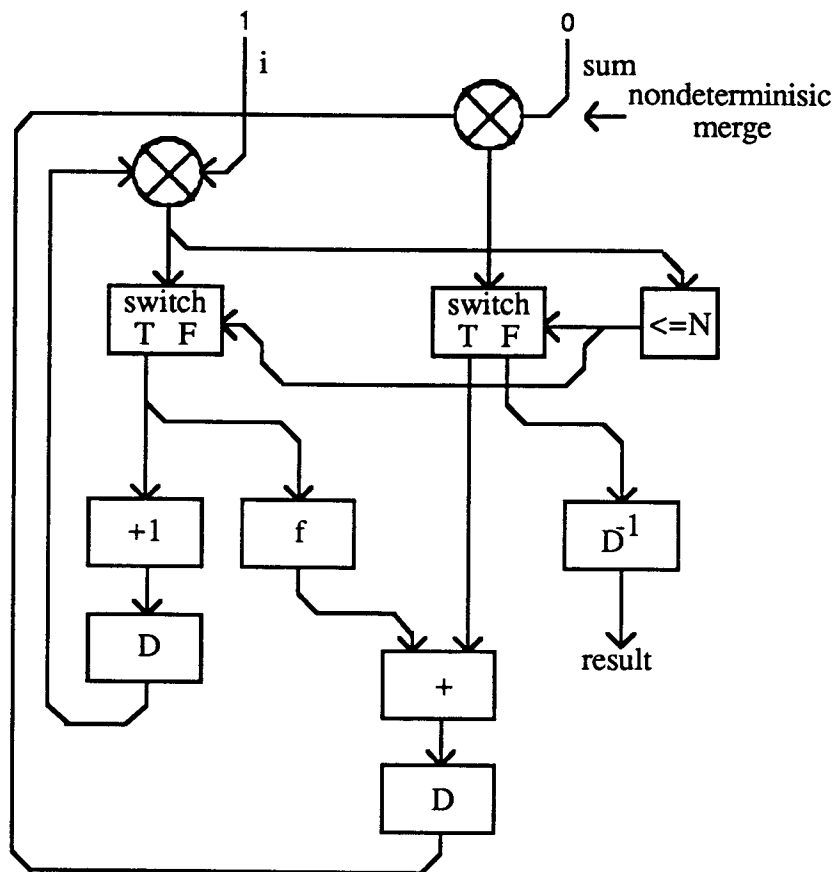 1
0
i
sum
nondeterminisic
merge
switch
T F
switch
T F
<=N
+1
f
D-1
D
result
+
D